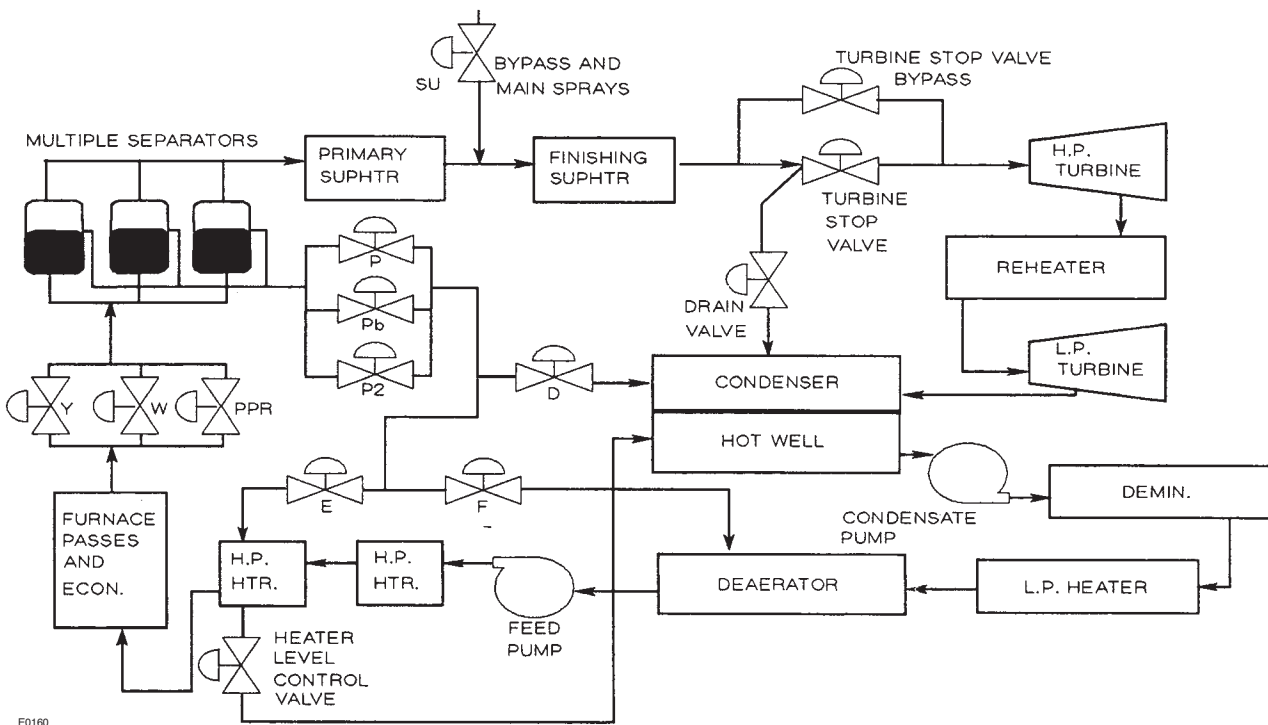 SU
BYPASS AND
MAIN SPRAYS
TURBINE STOP VALVE
BYPASS
MULTIPLE SEPARATORS
PRIMARY
SUPHTR
FINISHING
SUPHTR
TURBINE
STOP
VALVE
H.P.
TURBINE
P
Pb
P2
DRAIN
VALVE
REHEATER
L.P.
TURBINE
Y
W
PPR
D
CONDENSER
HOT WELL
E
F
CONDENSATE
PUMP
DEMIN.
FURNACE
PASSES
AND
ECON.
H.P.
HTR.
H.P.
HTR.
FEED
PUMP
DEAERATOR
L.P. HEATER
HEATER
LEVEL
CONTROL
VALVE
E0160